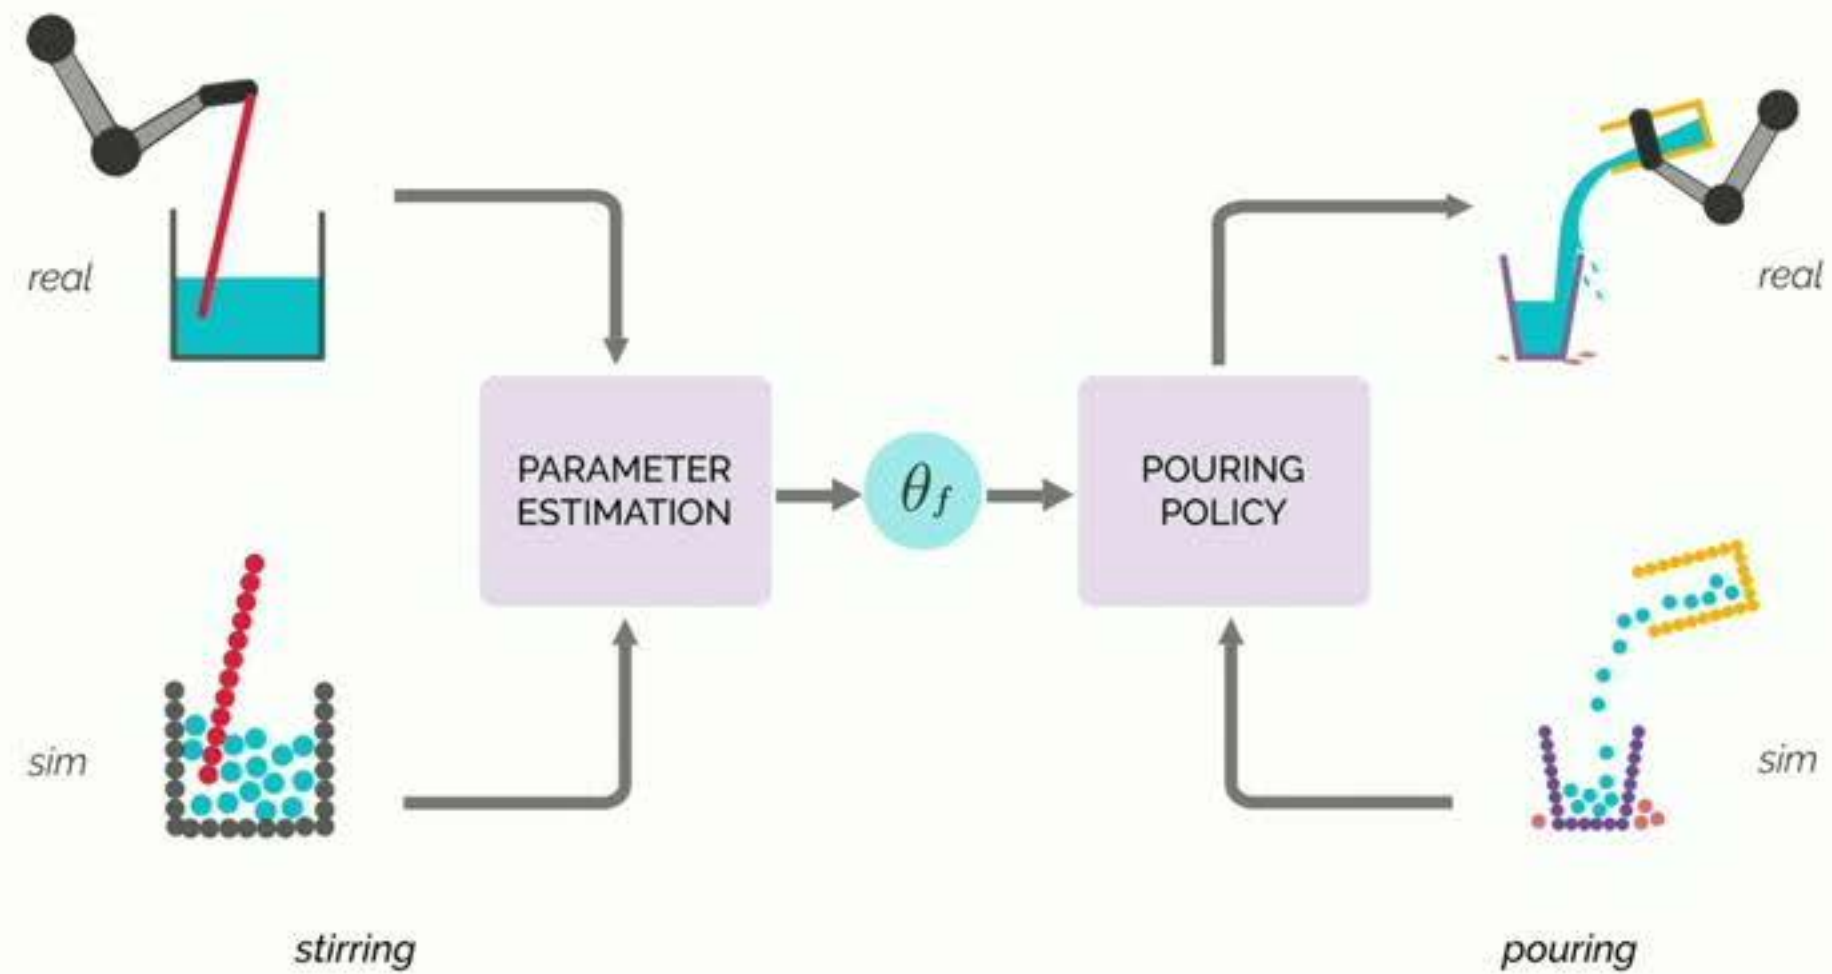 real
real
PARAMETER
ESTIMATION
θf
POURING
POLICY
sim
sim
stirring
pouring